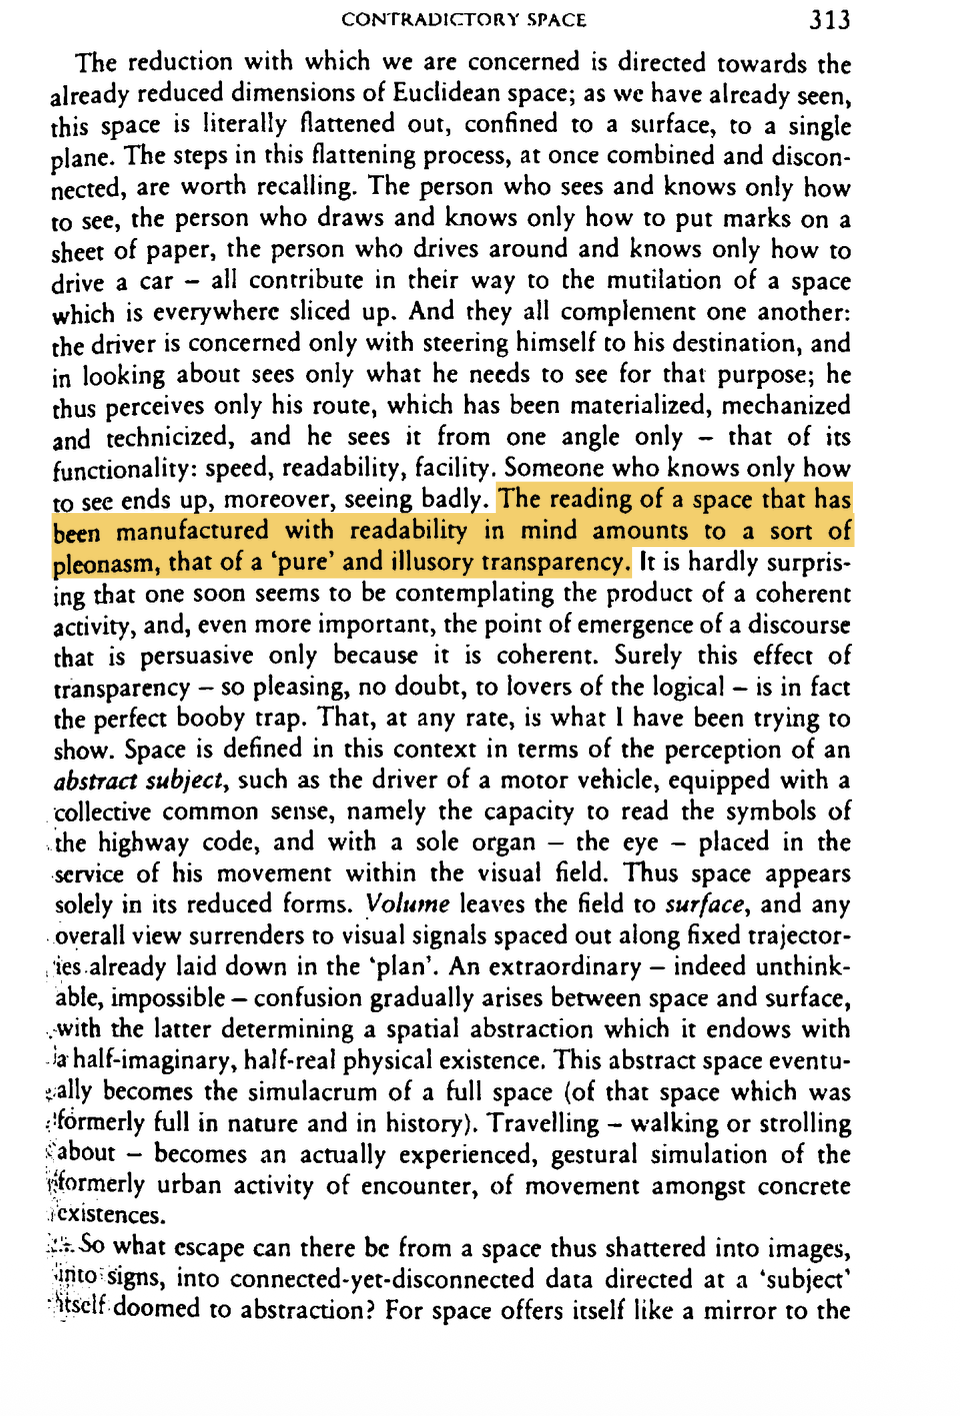 CONTRADICTORY SPACE 313
The reduction with which we are concerned is directed towards the
already reduced dimensions of Euclidean space; as we have already seen,
this space is literally flattened out, confined to a surface, to a single
plane. The steps in this flattening process, at once combined and discon-
nected, are worth recalling. The person who sees and knows only how
to see, the person who draws and knows only how to put marks on a
sheet of paper, the person who drives around and knows only how to
drive a car – all contribute in their way to the mutilation of a space
which is everywhere sliced up. And they all complement one another:
the driver is concerned only with steering himself to his destination, and
in looking about sees only what he needs to see for that purpose; he
thus perceives only his route, which has been materialized, mechanized
and technicized, and he sees it from one angle only – that of its
functionality: speed, readability, facility. Someone who knows only how
to see ends up, moreover, seeing badly. The reading of a space that has
been manufactured with readability in mind amounts to a sort of
pleonasm, that of a ‘pure’ and illusory transparency. It is hardly surpris-
ing that one soon seems to be contemplating the product of a coherent
activity, and, even more important, the point of emergence of a discourse
that is persuasive only because it is coherent. Surely this effect of
transparency – so pleasing, no doubt, to lovers of the logical – is in fact
the perfect booby trap. That, at any rate, is what I have been trying to
show. Space is defined in this context in terms of the perception of an
abstract subject, such as the driver of a motor vehicle, equipped with a
collective common sense, namely the capacity to read the symbols of
the highway code, and with a sole organ – the eye – placed in the
service of his movement within the visual field. Thus space appears
solely in its reduced forms. Volume leaves the field to surface, and any
overall view surrenders to visual signals spaced out along fixed trajector-
ies already laid down in the ‘plan’. An extraordinary – indeed unthink-
able, impossible – confusion gradually arises between space and surface,
with the latter determining a spatial abstraction which it endows with
a half-imaginary, half-real physical existence. This abstract space eventu-
ally becomes the simulacrum of a full space (of that space which was
formerly full in nature and in history). Travelling – walking or strolling
about – becomes an actually experienced, gestural simulation of the
formerly urban activity of encounter, of movement amongst concrete
existences.
So what escape can there be from a space thus shattered into images,
into signs, into connected-yet-disconnected data directed at a ‘subject’
itself doomed to abstraction? For space offers itself like a mirror to the